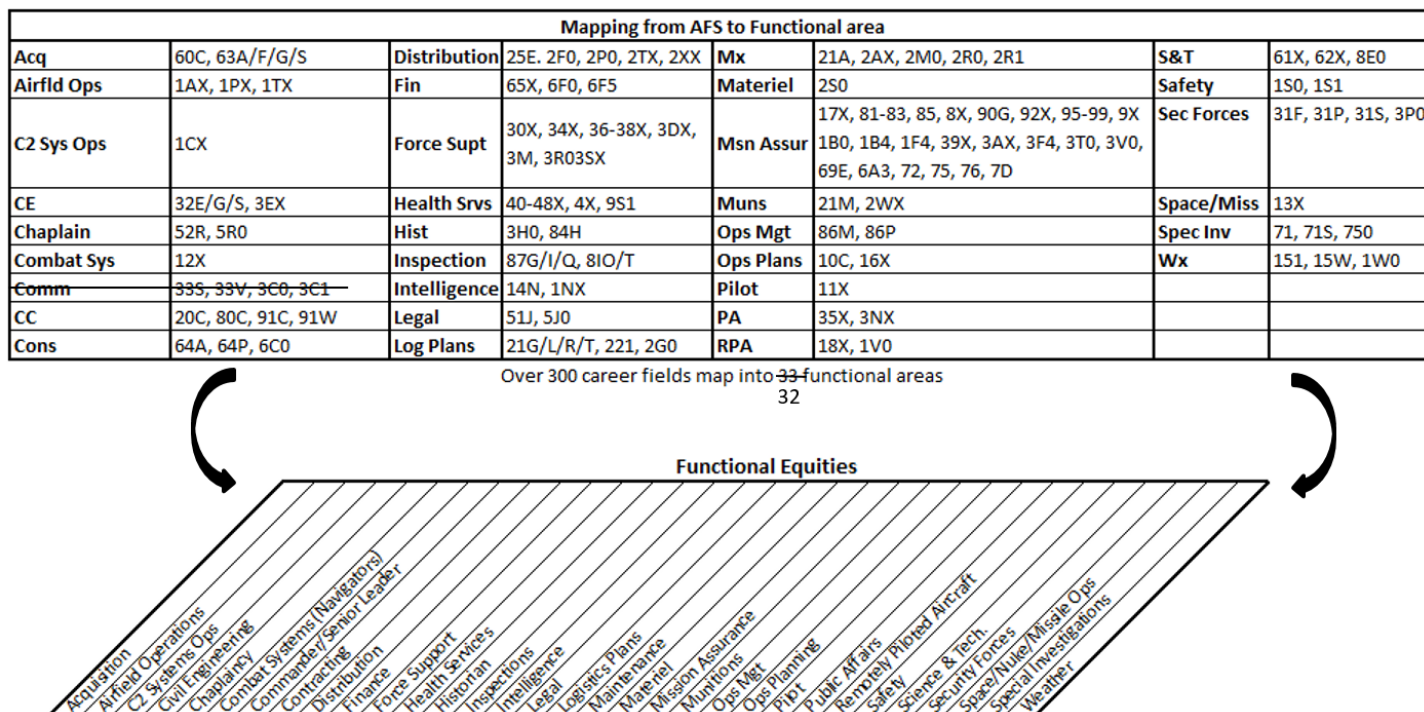 Mapping from AFS to Functional area
Acq 60C, 63A/F/G/S Distribution 25E. 2F0, 2P0, 2TX, 2XX Mx 21A, 2AX, 2M0, 2R0, 2R1 S&T 61X, 62X, 8E0
Airfld Ops 1AX, 1PX, 1TX Fin 65X, 6F0, 6F5 Materiel 2S0 Safety 1S0, 1S1
C2 Sys Ops 1CX Force Supt 30X, 34X, 36-38X, 3DX, 3M, 3R03SX Msn Assur 17X, 81-83, 85, 8X, 90G, 92X, 95-99, 9X 1B0, 1B4, 1F4, 39X, 3AX, 3F4, 3T0, 3V0, 69E, 6A3, 72, 75, 76, 7D Sec Forces 31F, 31P, 31S, 3P0
CE 32E/G/S, 3EX Health Srvs 40-48X, 4X, 9S1 Muns 21M, 2WX Space/Miss 13X
Chaplain 52R, 5R0 Hist 3H0, 84H Ops Mgt 86M, 86P Spec Inv 71, 71S, 750
Combat Sys 12X Inspection 87G/I/Q, 8IO/T Ops Plans 10C, 16X Wx 151, 15W, 1W0
Comm 33S, 33V, 3C0, 3C1 Intelligence 14N, 1NX Pilot 11X
CC 20C, 80C, 91C, 91W Legal 51J, 5J0 PA 35X, 3NX
Cons 64A, 64P, 6C0 Log Plans 21G/L/R/T, 221, 2G0 RPA 18X, 1V0
Over 300 career fields map into 33 functional areas
32
Functional Equities
Acquisition
Airfield Operations
C2 Systems Ops
Civil Engineering
Chaplaincy
Combat Systems (Navigators)
Commander/Senior Leader
Contracting
Distribution
Finance
Force Support
Health Services
Historian
Inspections
Intelligence
Legal
Logistics Plans
Maintenance
Materiel
Mission Assurance
Munitions
Ops Mgt
Ops Planning
Pilot
Public Affairs
Remotely Piloted Aircraft
Safety
Science & Tech.
Security Forces
Space/Nuke/Missile Ops
Special Investigations
Weather